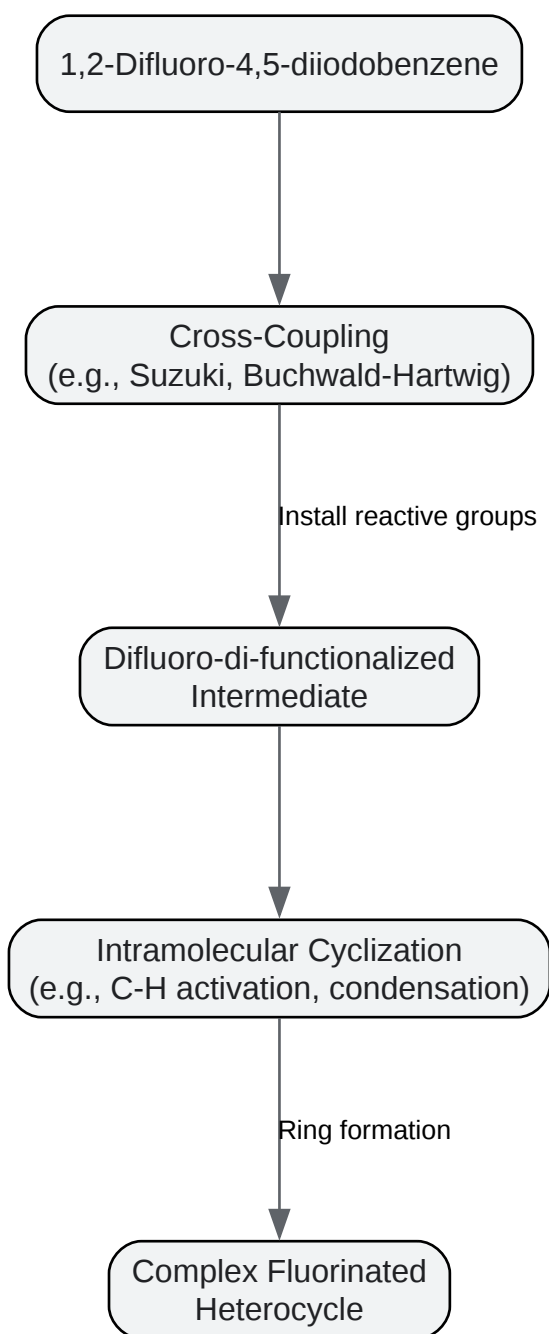 1,2-Difluoro-4,5-diiodobenzene
Cross-Coupling
(e.g., Suzuki, Buchwald-Hartwig)
Install reactive groups
Difluoro-di-functionalized
Intermediate
Intramolecular Cyclization
(e.g., C-H activation, condensation)
Ring formation
Complex Fluorinated
Heterocycle